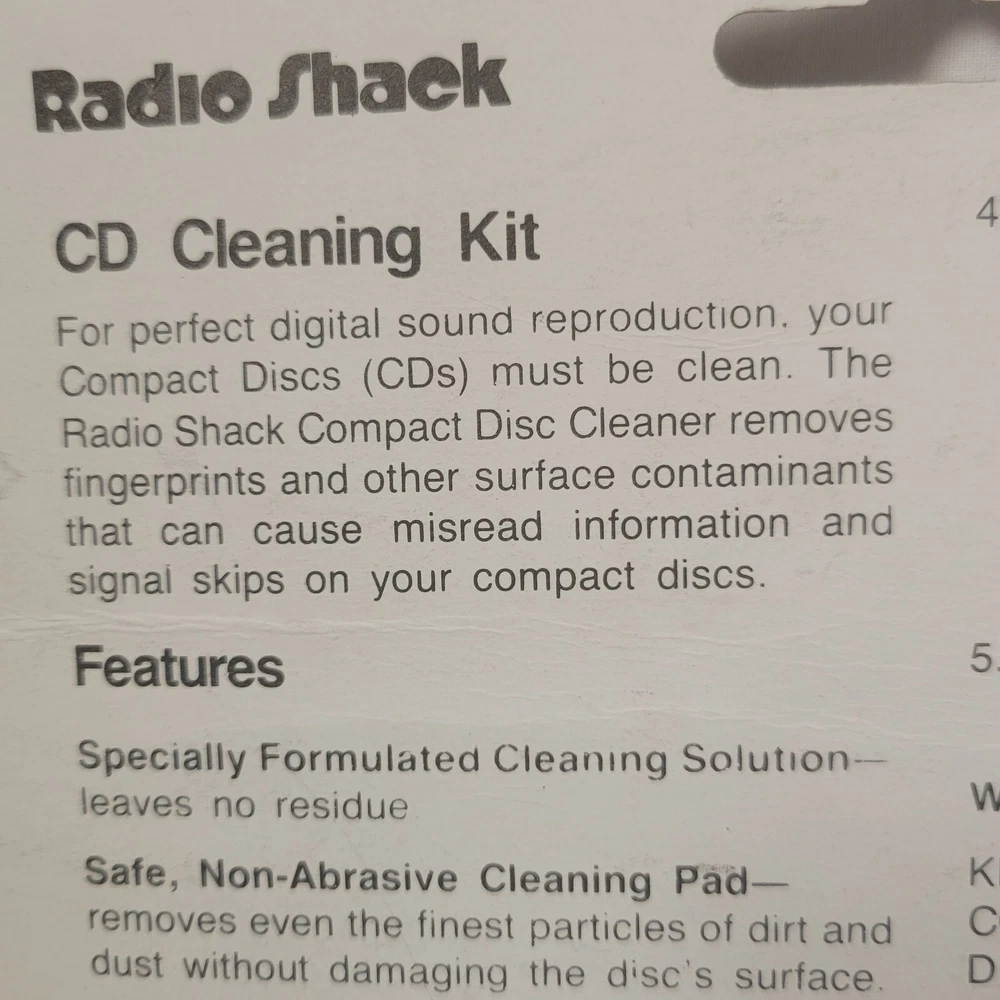 Radio Shack
CD Cleaning Kit
For perfect digital sound reproduction, your
Compact Discs (CDs) must be clean. The
Radio Shack Compact Disc Cleaner removes
fingerprints and other surface contaminants
that can cause misread information and
signal skips on your compact discs.
Features
Specially Formulated Cleaning Solution—
leaves no residue
Safe, Non-Abrasive Cleaning Pad—
removes even the finest particles of dirt and
dust without damaging the disc's surface.
4
5.